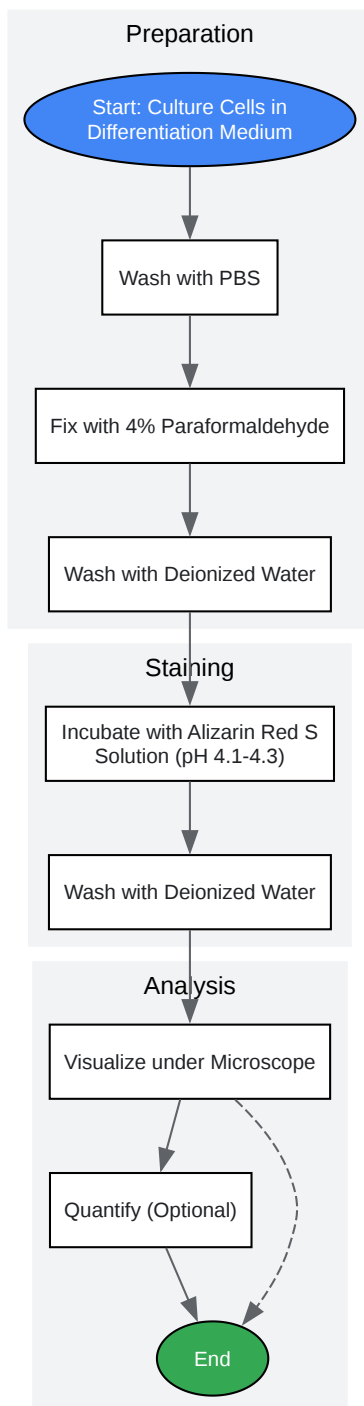 Preparation
Start: Culture Cells in
Differentiation Medium
Wash with PBS
Fix with 4% Paraformaldehyde
Wash with Deionized Water
Staining
Incubate with Alizarin Red S
Solution (pH 4.1-4.3)
Wash with Deionized Water
Analysis
Visualize under Microscope
Quantify (Optional)
End